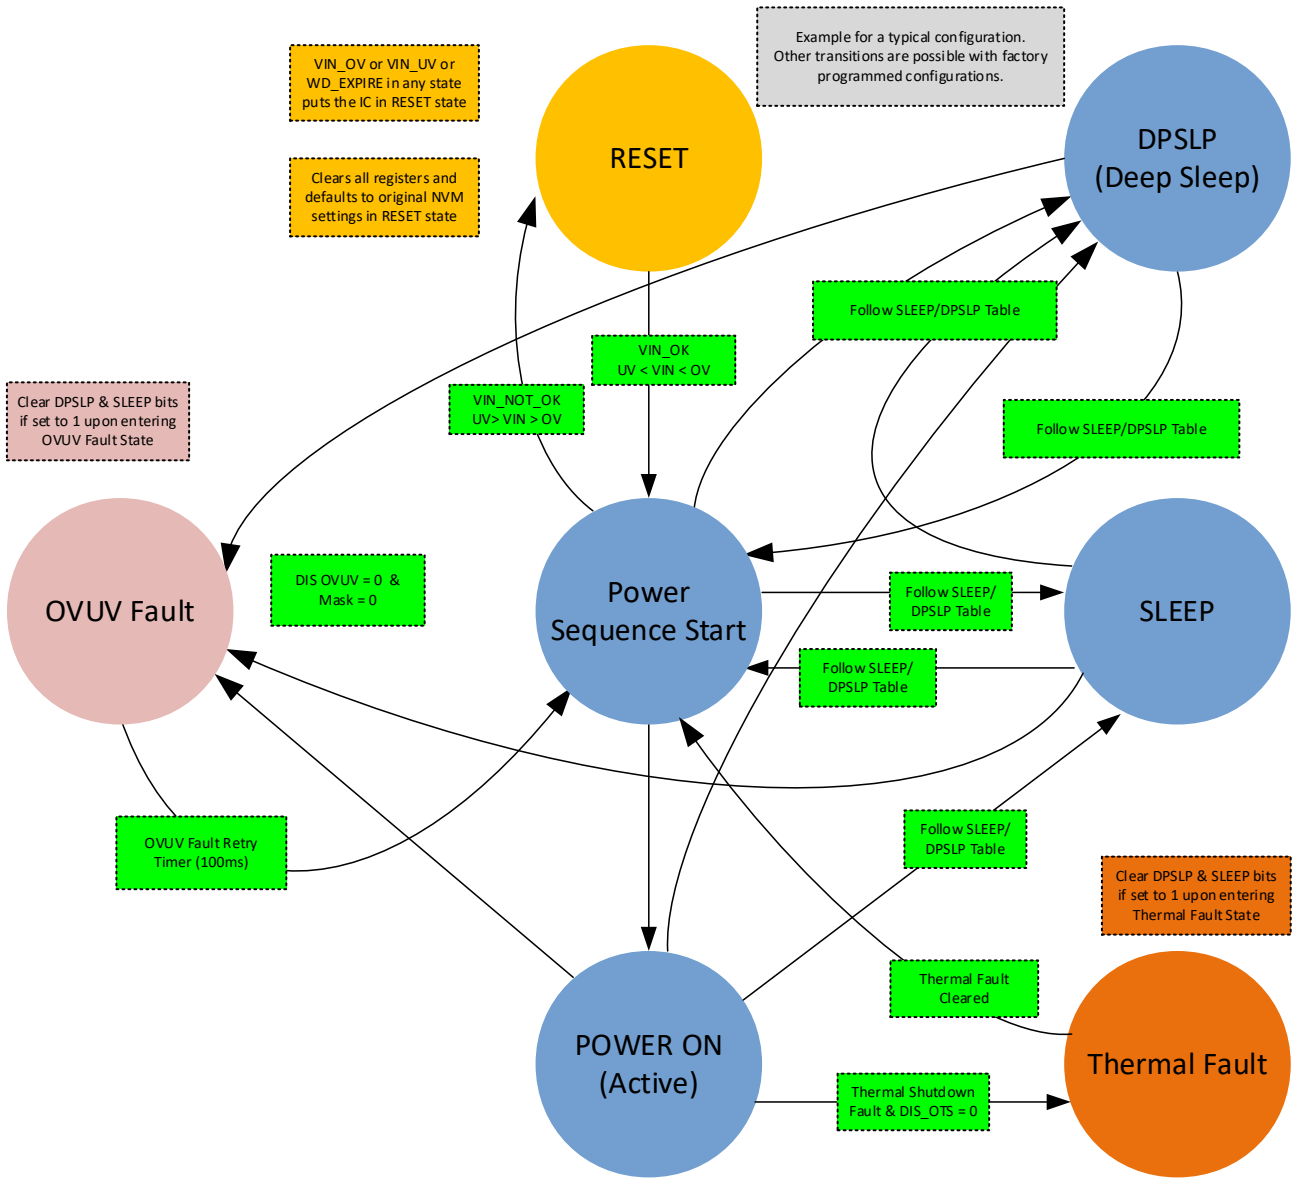 VIN_OV or VIN_UV or
WD_EXPIRE in any state
puts the IC in RESET state
Clears all registers and
defaults to original NVM
settings in RESET state
RESET
Example for a typical configuration.
Other transitions are possible with factory
programmed configurations.
DPSLP
(Deep Sleep)
Follow SLEEP/DPSLP Table
VIN_OK
UV < VIN < OV
VIN_NOT_OK
UV> VIN > OV
Follow SLEEP/DPSLP Table
Clear DPSLP & SLEEP bits
if set to 1 upon entering
OVUV Fault State
OVUV Fault
DIS OVUV = 0 &
Mask = 0
Power
Sequence Start
Follow SLEEP/
DPSLP Table
Follow SLEEP/
DPSLP Table
SLEEP
OVUV Fault Retry
Timer (100ms)
Follow SLEEP/
DPSLP Table
Clear DPSLP & SLEEP bits
if set to 1 upon entering
Thermal Fault State
Thermal Fault
Cleared
POWER ON
(Active)
Thermal Shutdown
Fault & DIS_OTS = 0
Thermal Fault